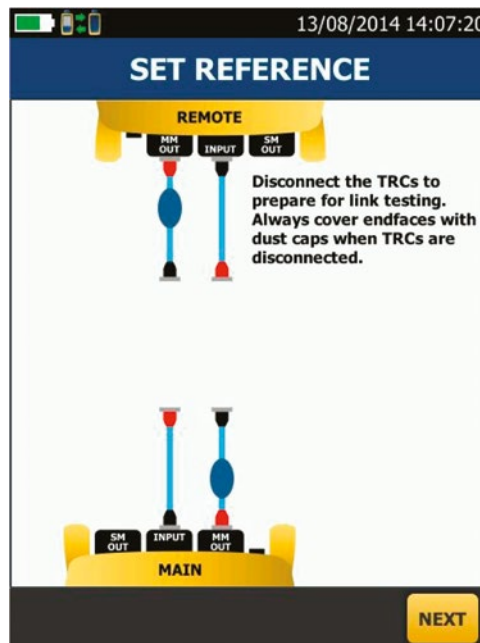 13/08/2014 14:07:20
SET REFERENCE
REMOTE
MM
OUT
INPUT
SM
OUT
Disconnect the TRCs to
prepare for link testing.
Always cover endfaces with
dust caps when TRCs are
disconnected.
SM
OUT
INPUT
MM
OUT
MAIN
NEXT